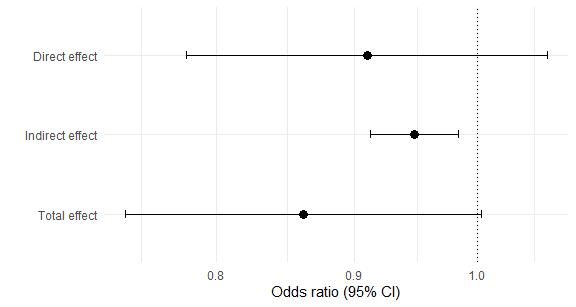 Direct effect
Indirect effect
Total effect
0.8 0.9 1.0
Odds ratio (95% CI)